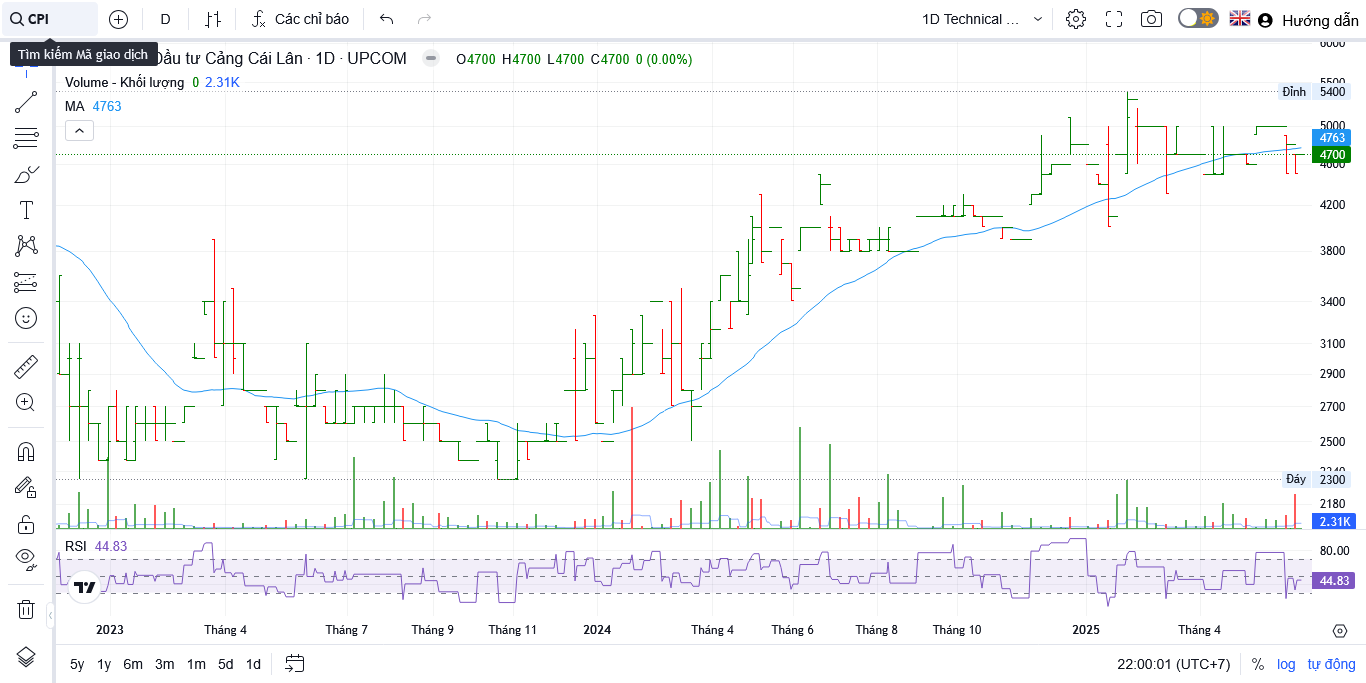 CPI
D
Các chỉ báo
1D Technical ...
Hướng dẫn
Tìm kiếm Mã giao dịch
Đầu tư Cảng Cái Lân · 1D · UPCOM
O4700 H4700 L4700 C4700 0 (0.00%)
Volume - Khối lượng 0 2.31K
MA 4763
6000
5500
Đỉnh 5400
5000
4763
4700
4600
4200
3800
3400
3100
2900
2700
2500
2340
Đáy 2300
2180
2.31K
RSI 44.83
80.00
44.83
2023 Tháng 4 Tháng 7 Tháng 9 Tháng 11 2024 Tháng 4 Tháng 6 Tháng 8 Tháng 10 2025 Tháng 4
5y 1y 6m 3m 1m 5d 1d
22:00:01 (UTC+7) % log tự động